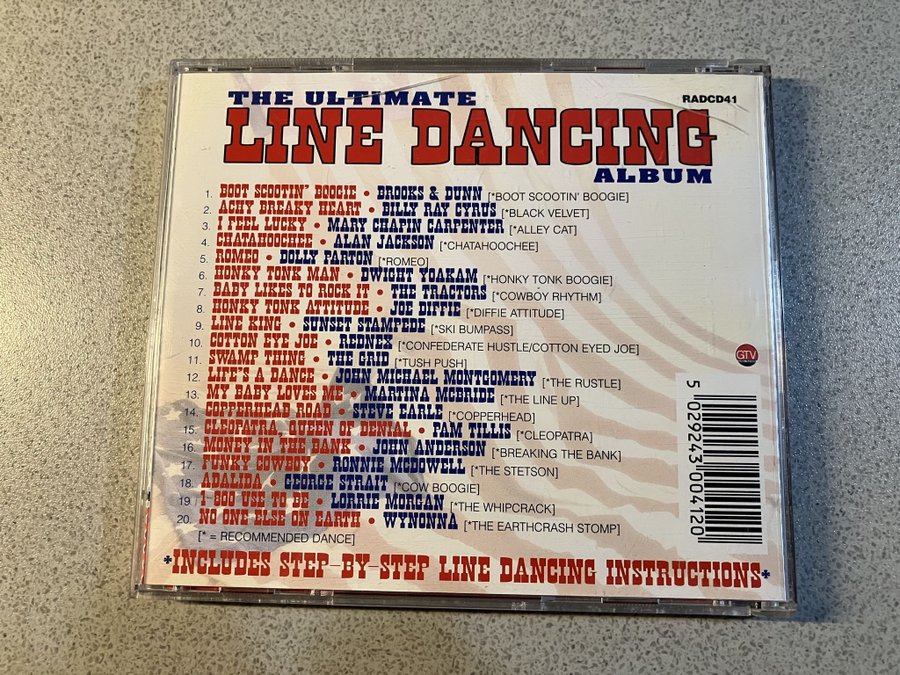 THE ULTIMATE
RADCD41
LINE DANCING
ALBUM
1. BOOT SCOOTIN' BOOGIE • BROOKS & DUNN [*BOOT SCOOTIN' BOOGIE]
2. ACHY BREAKY HEART • BILLY RAY CYRUS [*BLACK VELVET]
3. I FEEL LUCKY • MARY CHAPIN CARPENTER [*ALLEY CAT]
4. CHATAHOOCHEE • ALAN JACKSON [*CHATAHOOCHEE]
5. ROMEO • DOLLY PARTON [*ROMEO]
6. HONKY TONK MAN • DWIGHT YOAKAM [*HONKY TONK BOOGIE]
7. BABY LIKES TO ROCK IT • THE TRACTORS [*COWBOY RHYTHM]
8. HONKY TONK ATTITUDE • JOE DIFFIE [*DIFFIE ATTITUDE]
9. LINE KING • SUNSET STAMPEDE [*SKI BUMPASS]
10. COTTON EYE JOE • REDNEX [*CONFEDERATE HUSTLE/COTTON EYED JOE]
11. SWAMP THING • THE GRID [*TUSH PUSH]
12. LIFE'S A DANCE • JOHN MICHAEL MONTGOMERY [*THE RUSTLE]
13. MY BABY LOVES ME • MARTINA MCBRIDE [*THE LINE UP]
14. COPPERHEAD ROAD • STEVE EARLE [*COPPERHEAD]
15. CLEOPATRA, QUEEN OF DENIAL • PAM TILLIS [*CLEOPATRA]
16. MONEY IN THE BANK • JOHN ANDERSON [*BREAKING THE BANK]
17. FUNKY COWBOY • RONNIE MCDOWELL [*THE STETSON]
18. ADALIDA • GEORGE STRAIT [*COW BOOGIE]
19. 1-800 USE TO BE • LORRIE MORGAN [*THE WHIPCRACK]
20. NO ONE ELSE ON EARTH • WYNONNA [*THE EARTHCRASH STOMP]
[* = RECOMMENDED DANCE]
*INCLUDES STEP-BY-STEP LINE DANCING INSTRUCTIONS*
GTV
5 029243 004120